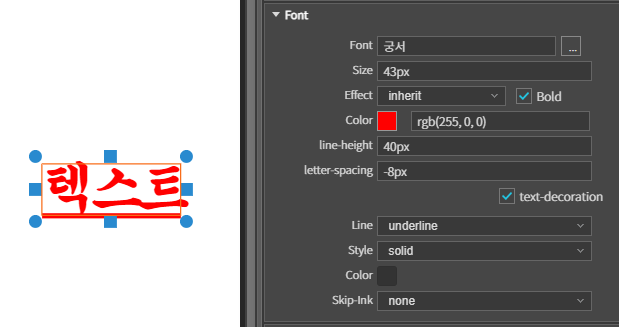 Font
Font 궁서 ...
Size 43px
Effect inherit Bold
Color rgb(255, 0, 0)
line-height 40px
letter-spacing -8px
text-decoration
Line underline
Style solid
Color
Skip-Ink none
텍스트